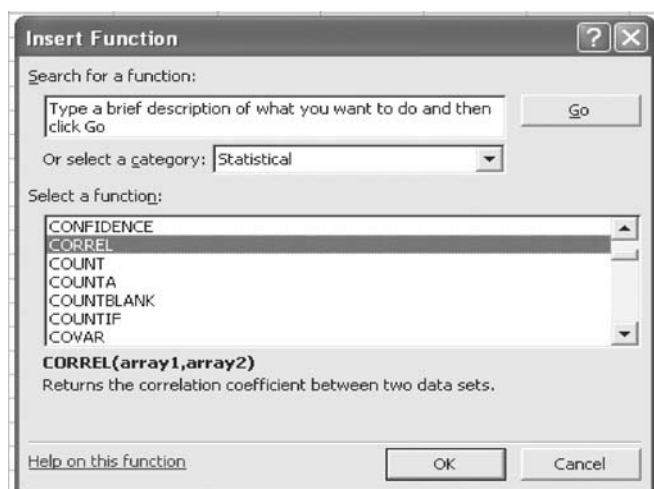 Insert Function
Search for a function:
Type a brief description of what you want to do and then
click Go
Go
Or select a category: Statistical
Select a function:
CONFIDENCE
CORREL
COUNT
COUNTA
COUNTBLANK
COUNTIF
COVAR
CORREL(array1,array2)
Returns the correlation coefficient between two data sets.
Help on this function
OK
Cancel